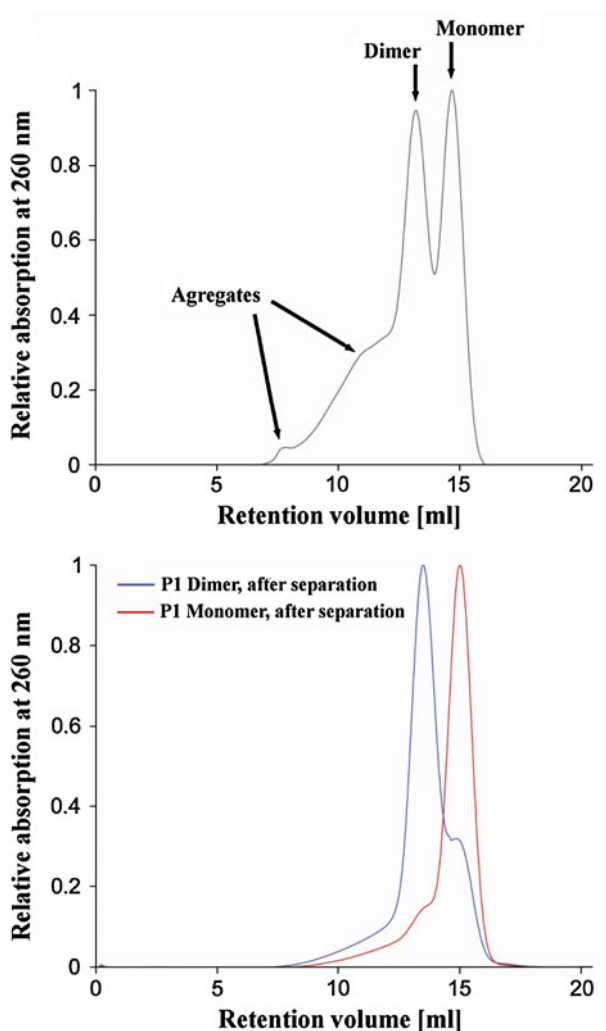 Monomer
Dimer
1
0.8
0.6
0.4
0.2
0
Agregates
Relative absorption at 260 nm
0 5 10 15 20
Retention volume [ml]
P1 Dimer, after separation
P1 Monomer, after separation
1
0.8
0.6
0.4
0.2
0
Relative absorption at 260 nm
0 5 10 15 20
Retention volume [ml]